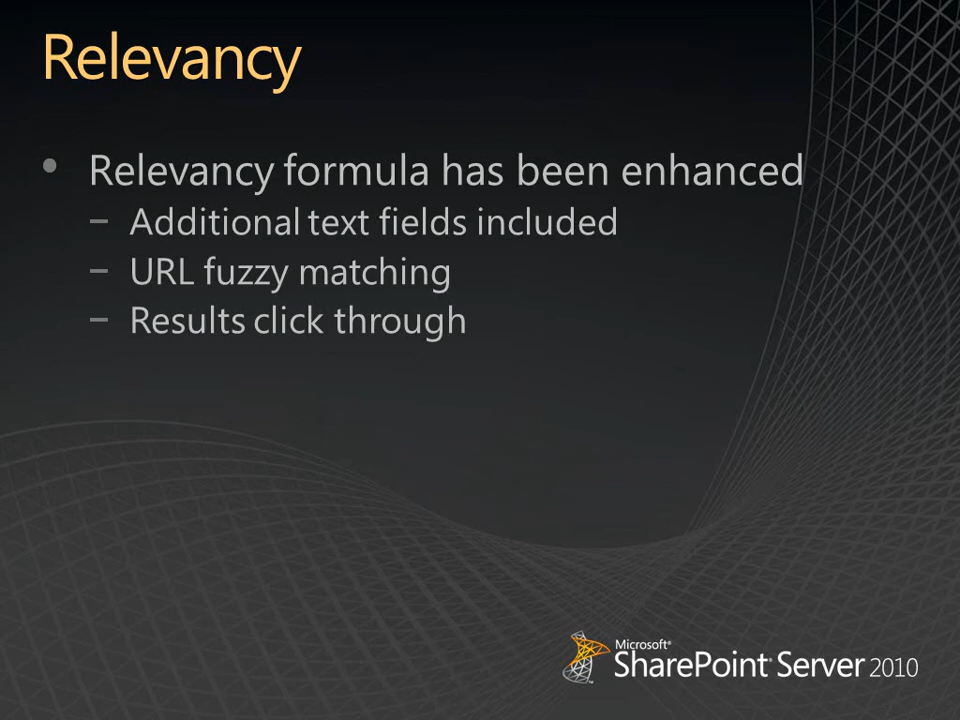 Relevancy
• Relevancy formula has been enhanced
– Additional text fields included
– URL fuzzy matching
– Results click through
Microsoft®
SharePoint® Server 2010